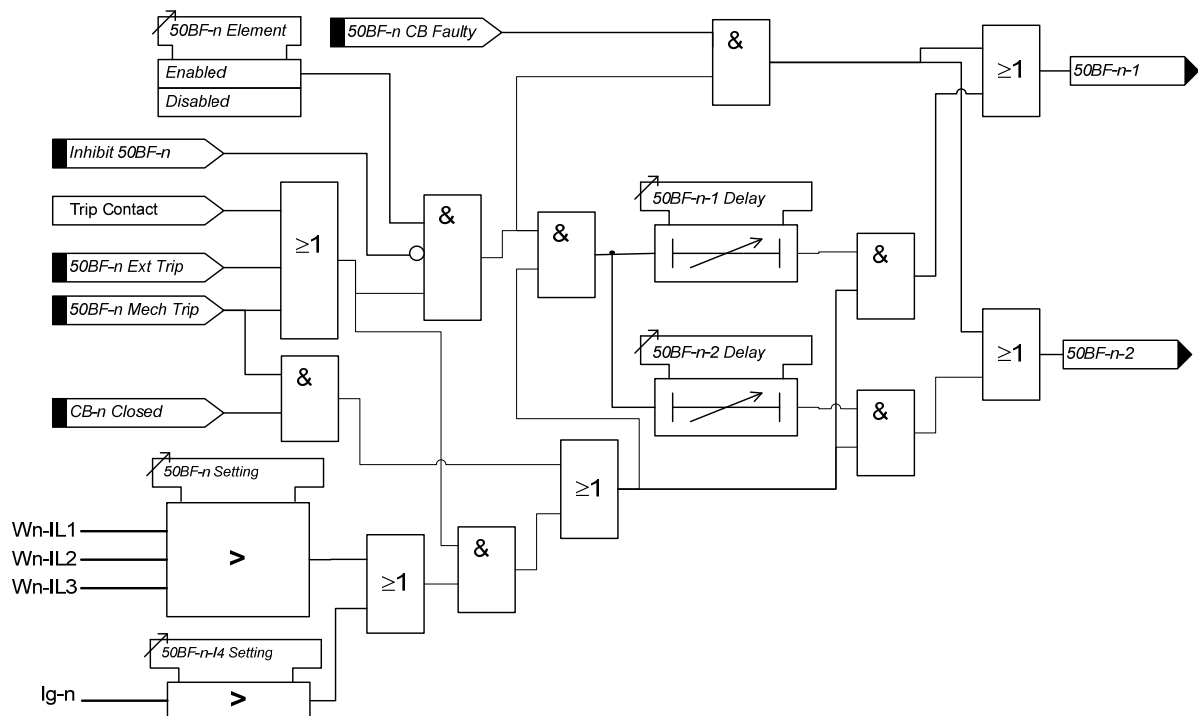 50BF-n Element
Enabled
Disabled
50BF-n CB Faulty
&
≥1
50BF-n-1
Inhibit 50BF-n
Trip Contact
50BF-n Ext Trip
50BF-n Mech Trip
≥1
&
&
50BF-n-1 Delay
&
50BF-n-2 Delay
&
≥1
50BF-n-2
&
CB-n Closed
50BF-n Setting
Wn-IL1
Wn-IL2
Wn-IL3
>
≥1
&
≥1
50BF-n-I4 Setting
Ig-n
>